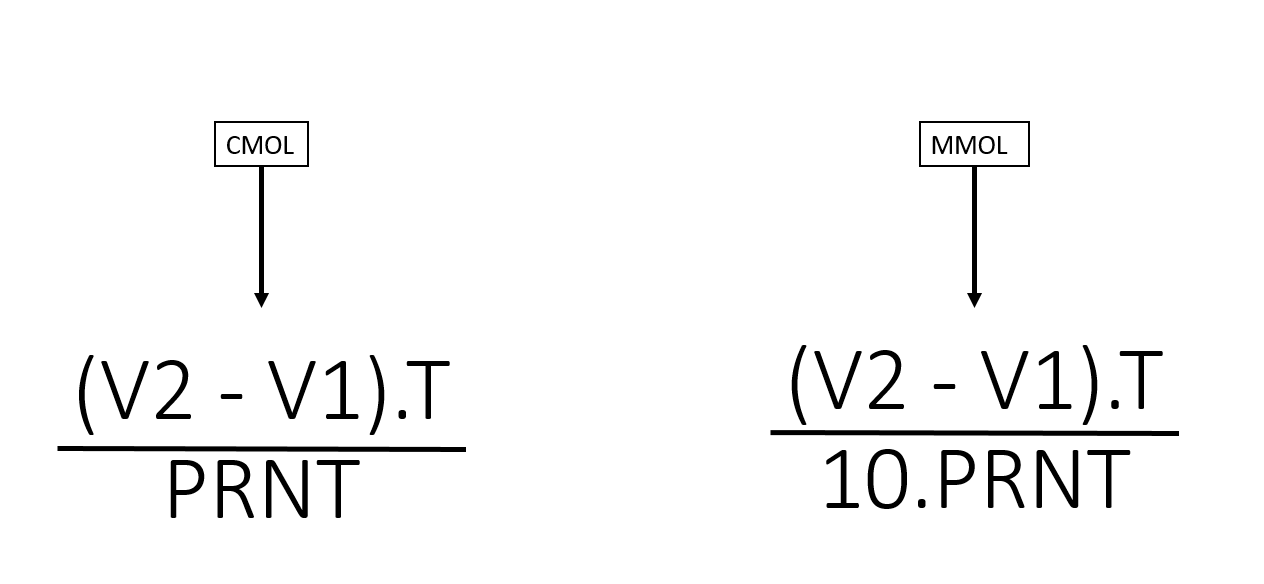 CMOL
MMOL
(V2 - V1).T
PRNT
(V2 - V1).T
10.PRNT